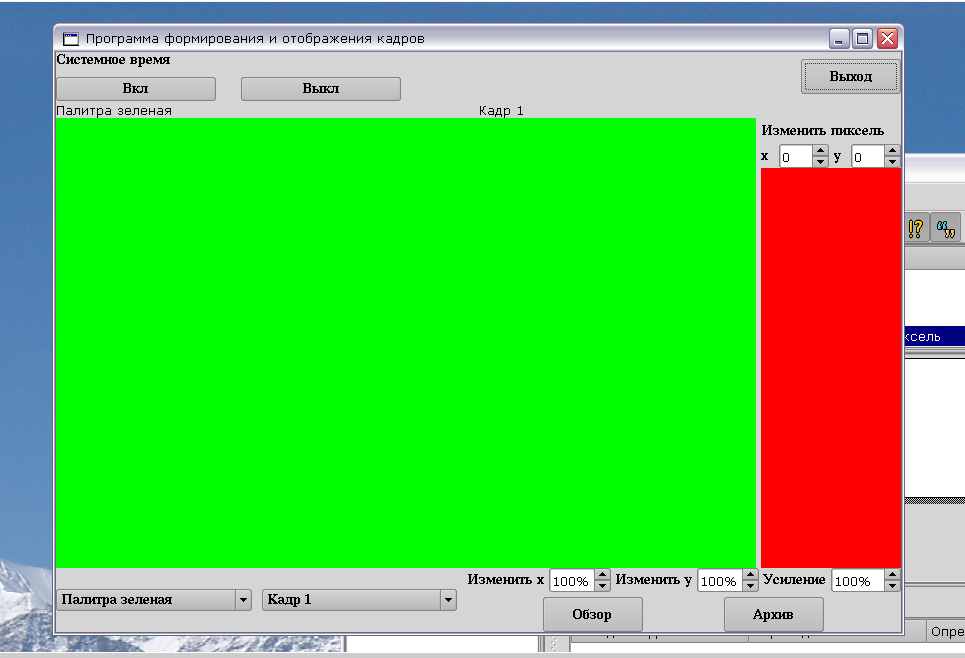 Программа формирования и отображения кадров
Системное время
Вкл Выкл Выход
Палитра зеленая Кадр 1
Изменить пиксель
x 0 y 0
!?
ксель
Изменить x 100% Изменить y 100% Усиление 100%
Палитра зеленая Кадр 1
Обзор Архив
Опре